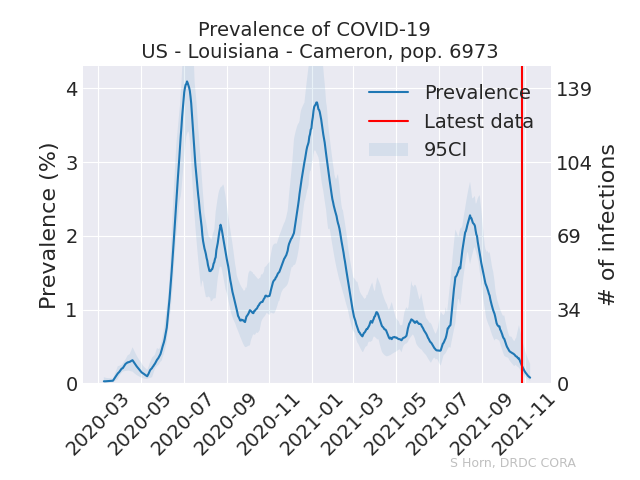 Prevalence of COVID-19
US - Louisiana - Cameron, pop. 6973
Prevalence (%)
4
3
2
1
0
Prevalence
Latest data
95CI
139
104
69
34
0
# of infections
2020-03
2020-05
2020-07
2020-09
2020-11
2021-01
2021-03
2021-05
2021-07
2021-09
2021-11
S Horn, DRDC CORA